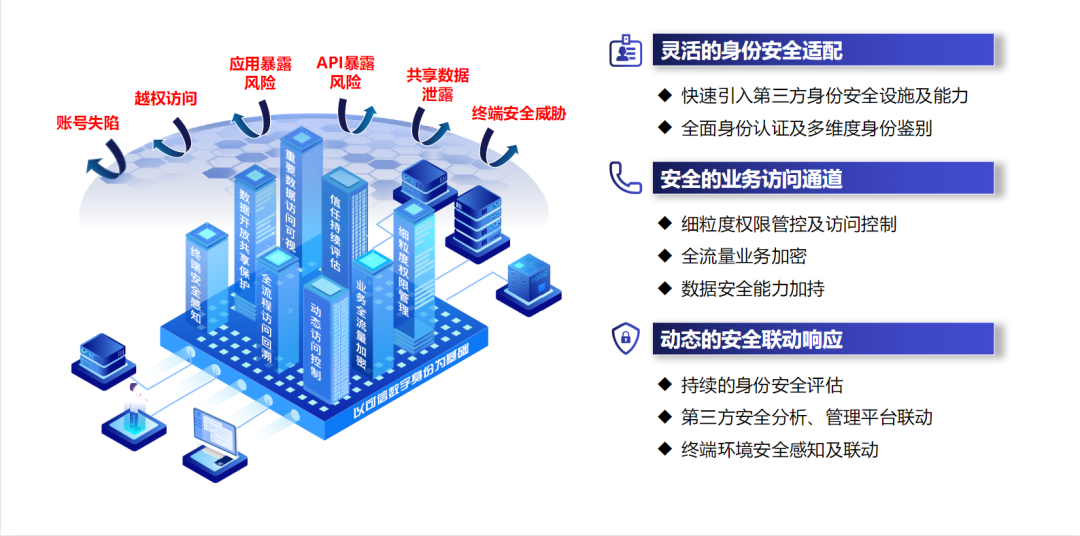 账号失陷
越权访问
应用暴露
风险
API暴露
风险
共享数据
泄露
终端安全威胁
终端安全感知
数据开放共享保护
重要数据访问可视
信任持续评估
细粒度权限管理
全流程访问回溯
动态访问控制
业务全流量加密
以可信数字身份为基础
灵活的身份安全适配
◆ 快速引入第三方身份安全设施及能力
◆ 全面身份认证及多维度身份鉴别
安全的业务访问通道
◆ 细粒度权限管控及访问控制
◆ 全流量业务加密
◆ 数据安全能力加持
动态的安全联动响应
◆ 持续的身份安全评估
◆ 第三方安全分析、管理平台联动
◆ 终端环境安全感知及联动